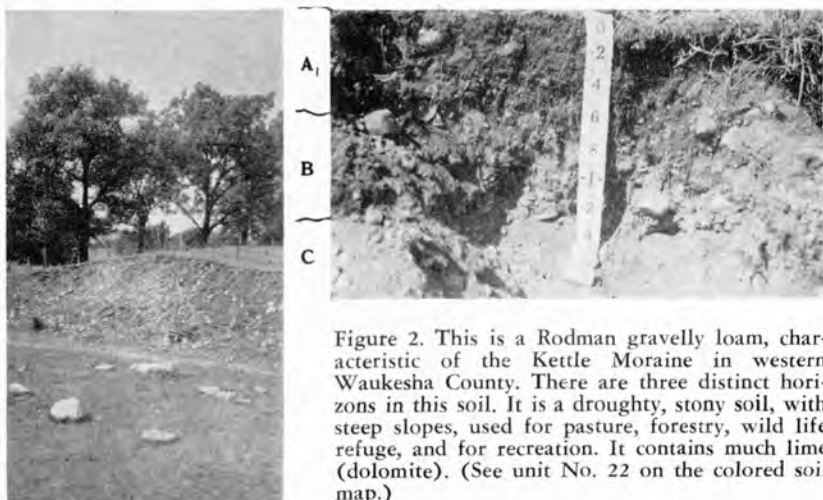 A1
B
C
0
2
4
6
8
1
2
Figure 2. This is a Rodman gravelly loam, char-
acteristic of the Kettle Moraine in western
Waukesha County. There are three distinct hori-
zons in this soil. It is a droughty, stony soil, with
steep slopes, used for pasture, forestry, wild life
refuge, and for recreation. It contains much lime
(dolomite). (See unit No. 22 on the colored soi
map.)